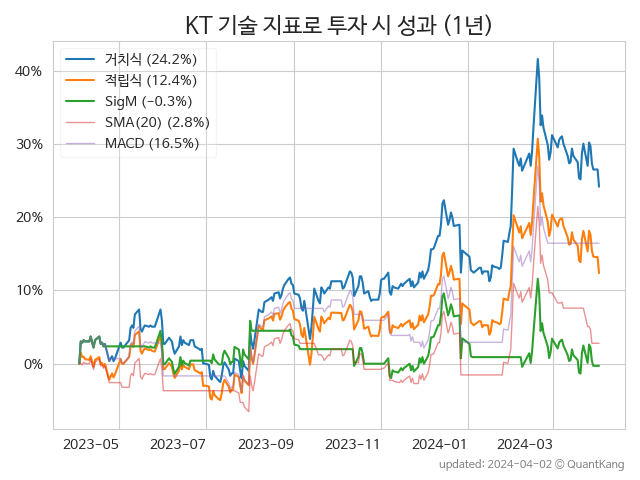 KT 기술 지표로 투자 시 성과 (1년)
거치식 (24.2%)
적립식 (12.4%)
SigM (−0.3%)
SMA(20) (2.8%)
MACD (16.5%)
40%
30%
20%
10%
0%
2023-05 2023-07 2023-09 2023-11 2024-01 2024-03
updated: 2024-04-02 © QuantKang